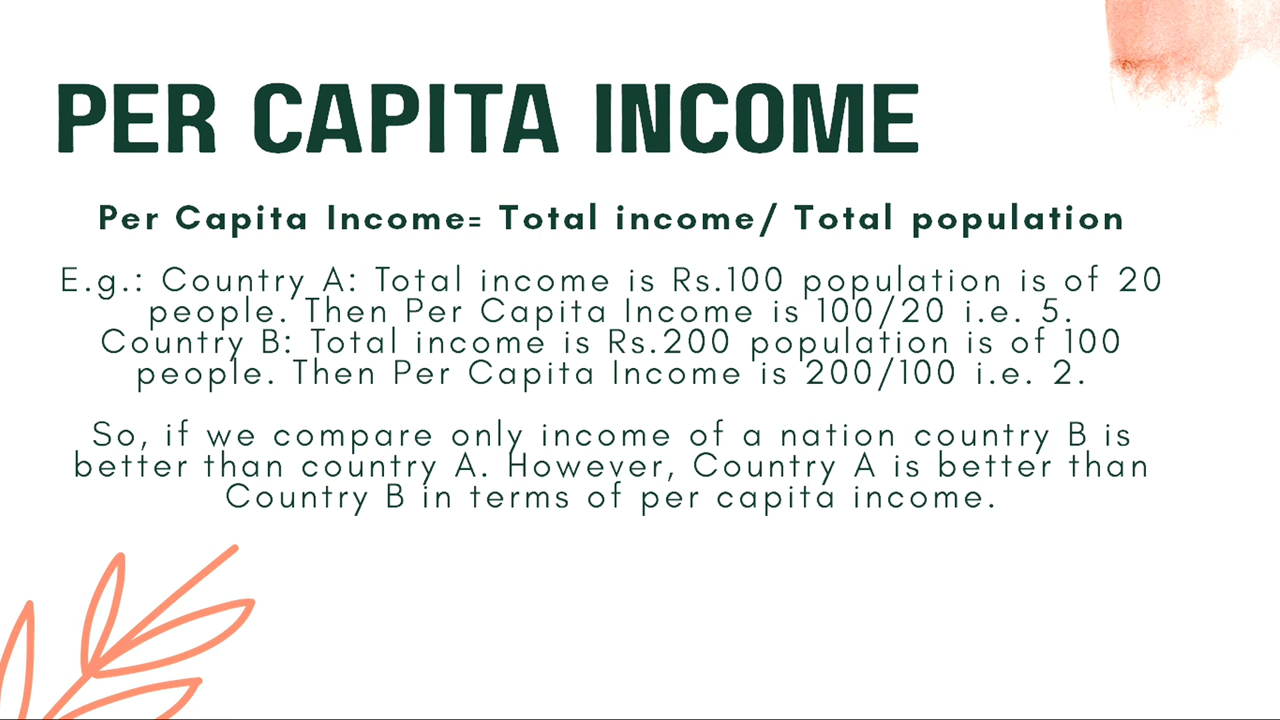 PER CAPITA INCOME
Per Capita Income= Total income/ Total population
E.g.: Country A: Total income is Rs.100 population is of 20
people. Then Per Capita Income is 100/20 i.e. 5.
Country B: Total income is Rs.200 population is of 100
people. Then Per Capita Income is 200/100 i.e. 2.
So, if we compare only income of a nation country B is
better than country A. However, Country A is better than
Country B in terms of per capita income.